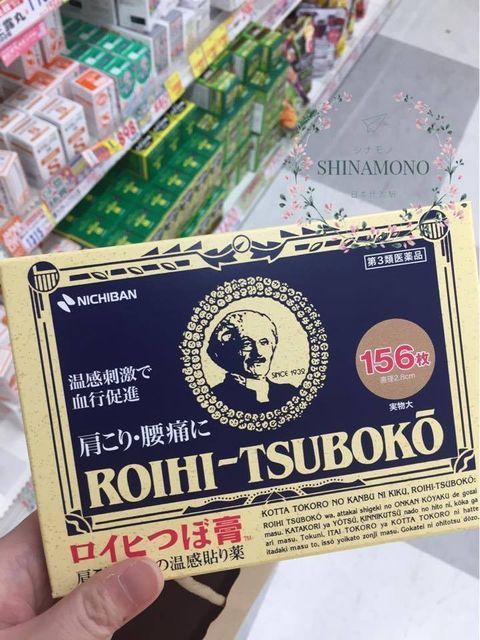 シナモノ
SHINAMONO
NICHIBAN
第3類医薬品
温感刺激で
血行促進
SINCE 1932
156枚
直径2.8cm
実物大
肩こり・腰痛に
ROIHI-TSUBOKŌ
ロイヒつぼ膏™
の温感貼り薬
KOTTA TOKORO NO KANBU NI KIKU, ROIHI-TSUBOKŌ:
ROIHI TSUBOKŌ wa, attakai shigeki no ONKAN KŌYAKU de gozai
masu. KATAKORI ya YŌTSŪ, KINNIKUTSŪ nado no hito ni, kōka ga
ari masu. Tokuni, ITAI TOKORO ya KOTTA TOKORO ni hatte
itadaki masu to, issō yoikato zonji masu. Gokatei ni ohitotsu dōzo.